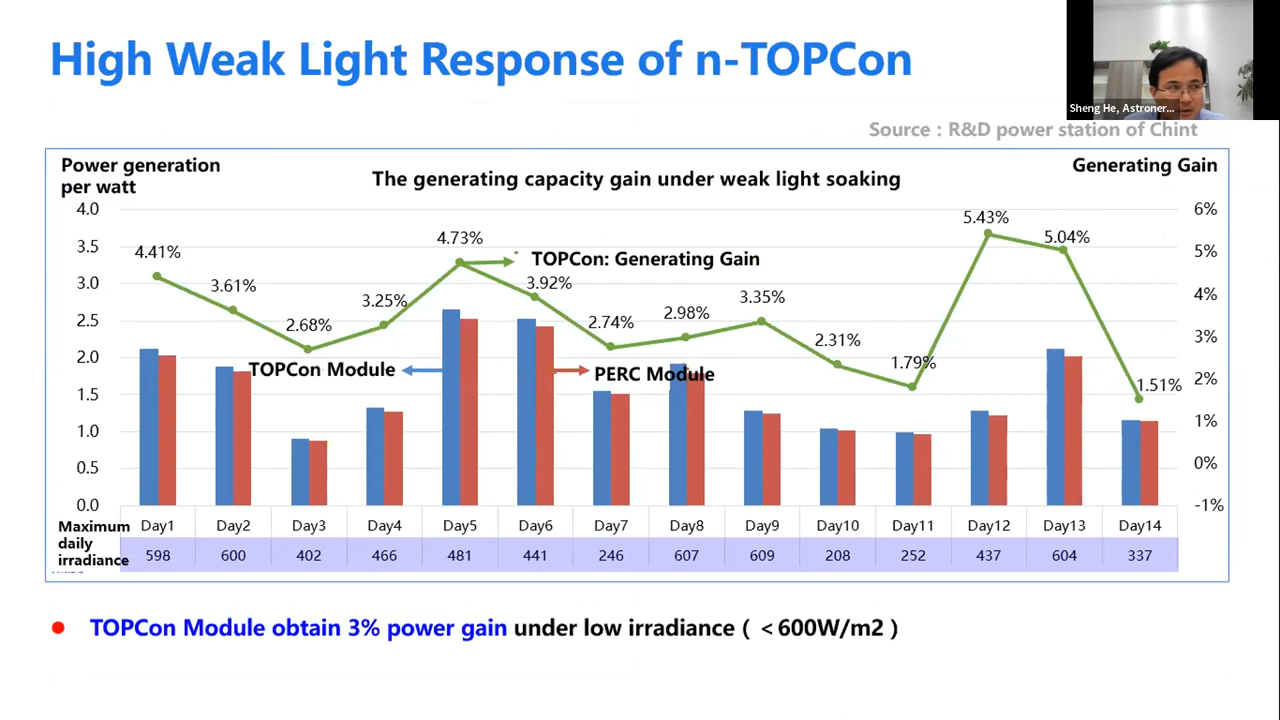 High Weak Light Response of n-TOPCon
Sheng He, Astroner...
Source : R&D power station of Chint
Power generation
per watt
The generating capacity gain under weak light soaking
Generating Gain
4.0
3.5
3.0
2.5
2.0
1.5
1.0
0.5
0.0
6%
5%
4%
3%
2%
1%
0%
-1%
4.41%
3.61%
2.68%
3.25%
4.73%
3.92%
2.74%
2.98%
3.35%
2.31%
1.79%
5.43%
5.04%
1.51%
TOPCon: Generating Gain
TOPCon Module
PERC Module
Day1 Day2 Day3 Day4 Day5 Day6 Day7 Day8 Day9 Day10 Day11 Day12 Day13 Day14
Maximum
daily
irradiance
598 600 402 466 481 441 246 607 609 208 252 437 604 337
TOPCon Module obtain 3% power gain under low irradiance ( <600W/m2 )